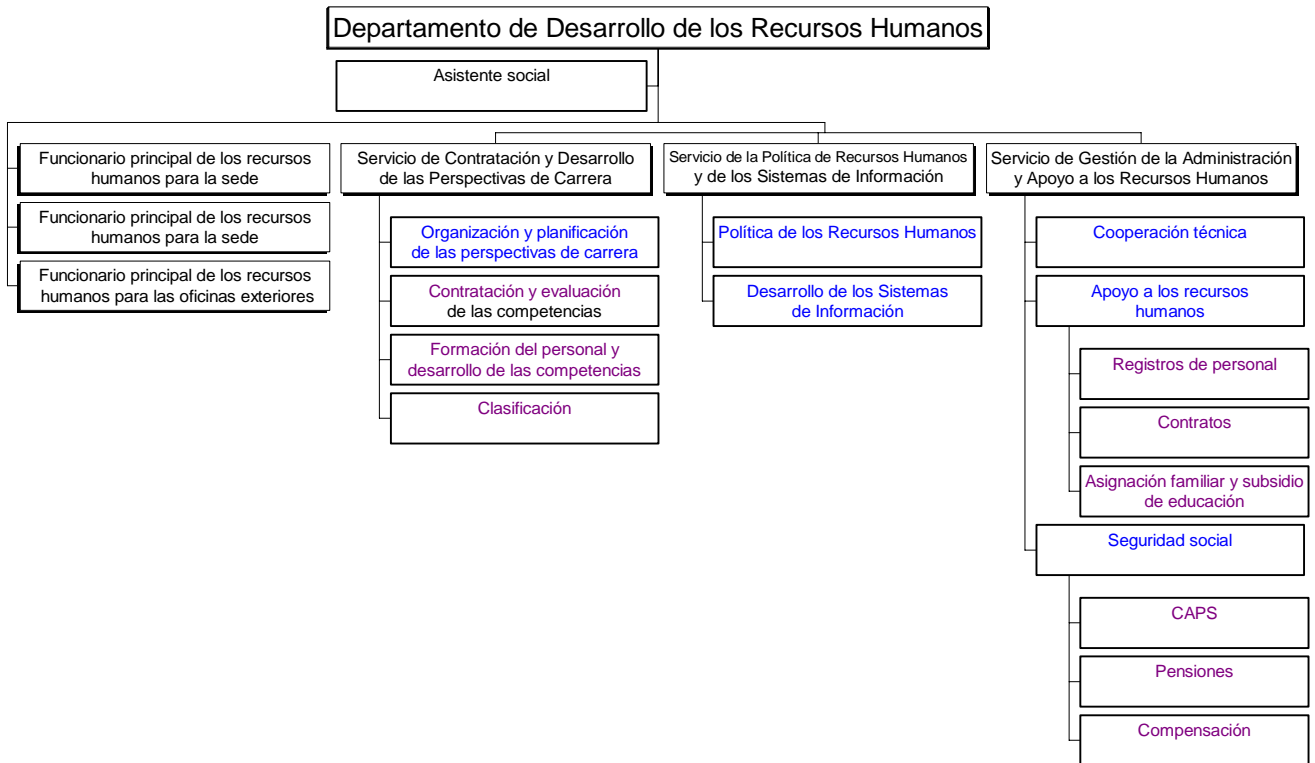 Departamento de Desarrollo de los Recursos Humanos
Asistente social
Funcionario principal de los recursos
humanos para la sede
Funcionario principal de los recursos
humanos para la sede
Funcionario principal de los recursos
humanos para las oficinas exteriores
Servicio de Contratación y Desarrollo
de las Perspectivas de Carrera
Organización y planificación
de las perspectivas de carrera
Contratación y evaluación
de las competencias
Formación del personal y
desarrollo de las competencias
Clasificación
Servicio de la Política de Recursos Humanos
y de los Sistemas de Información
Política de los Recursos Humanos
Desarrollo de los Sistemas
de Información
Servicio de Gestión de la Administración
y Apoyo a los Recursos Humanos
Cooperación técnica
Apoyo a los recursos
humanos
Registros de personal
Contratos
Asignación familiar y subsidio
de educación
Seguridad social
CAPS
Pensiones
Compensación